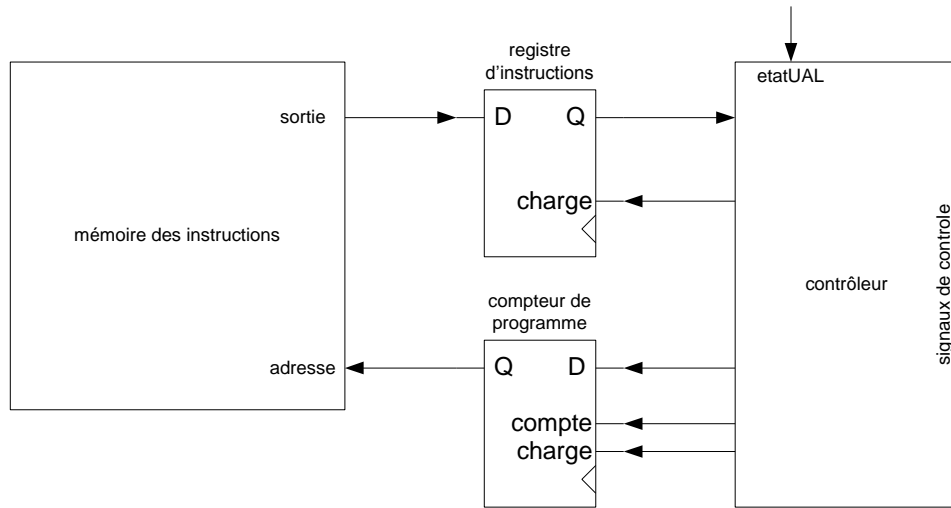 registre
d'instructions
etatUAL
sortie
D Q
charge
mémoire des instructions
contrôleur
signaux de controle
compteur de
programme
adresse
Q D
compte
charge